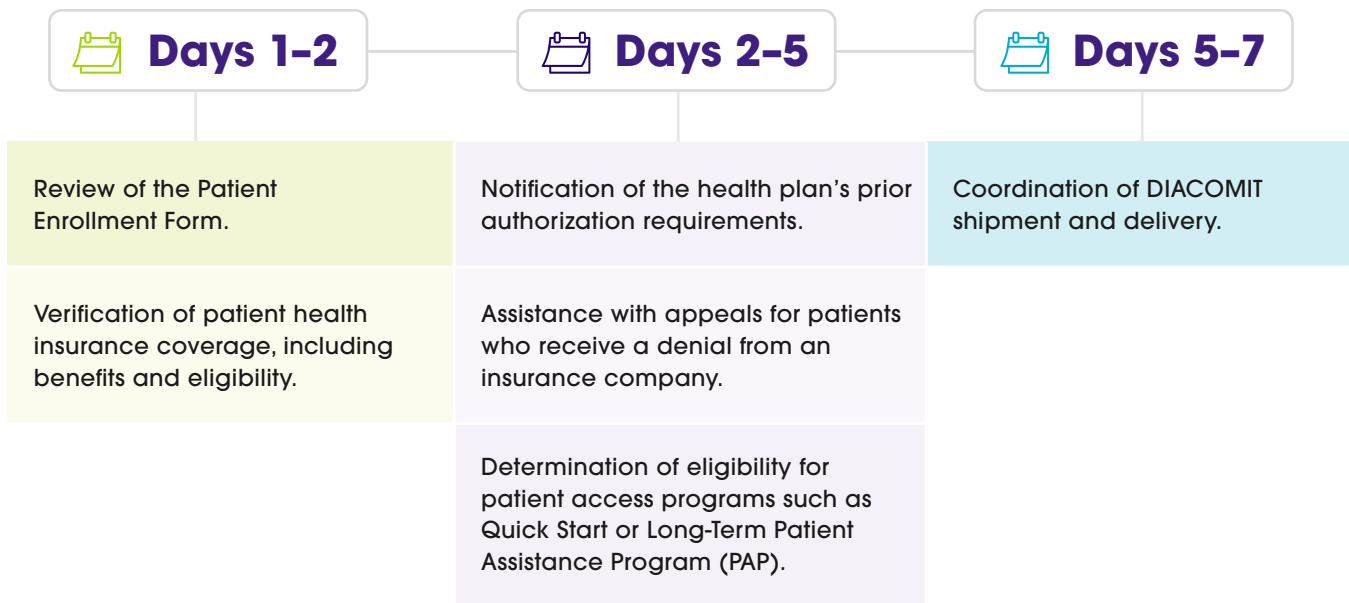 Days 1–2
Days 2–5
Days 5–7
Review of the Patient
Enrollment Form.
Verification of patient health
insurance coverage, including
benefits and eligibility.
Notification of the health plan’s prior
authorization requirements.
Assistance with appeals for patients
who receive a denial from an
insurance company.
Determination of eligibility for
patient access programs such as
Quick Start or Long-Term Patient
Assistance Program (PAP).
Coordination of DIACOMIT
shipment and delivery.